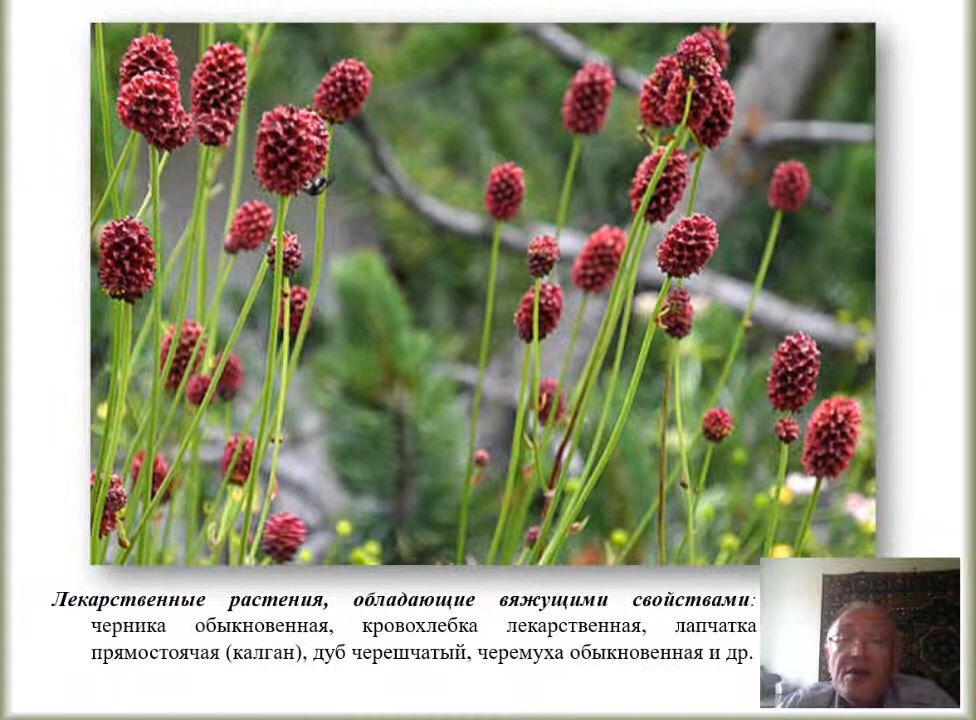 Лекарственные растения, обладающие вяжущими свойствами:
черника обыкновенная, кровохлебка лекарственная, лапчатка
прямостоячая (калган), дуб черешчатый, черемуха обыкновенная и др.